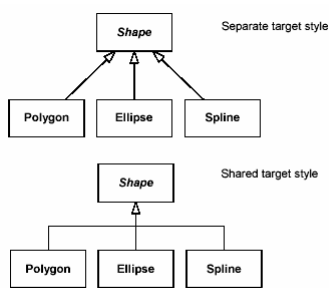 Shape
Separate target style
Polygon
Ellipse
Spline
Shape
Shared target style
Polygon
Ellipse
Spline